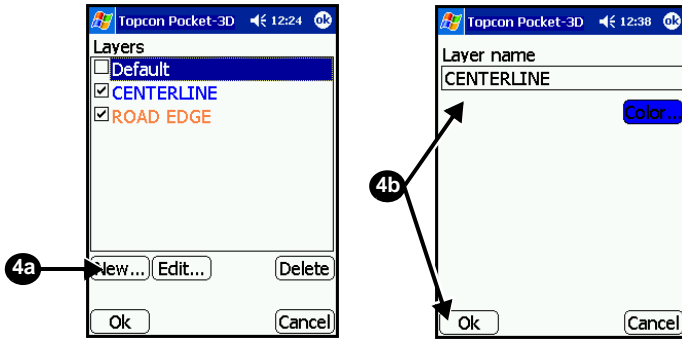 Topcon Pocket-3D 12:24 ok
Layers
Default
CENTERLINE
ROAD EDGE
4a
New... Edit... Delete
Ok Cancel
Topcon Pocket-3D 12:38 ok
Layer name
CENTERLINE
Color...
4b
Ok Cancel